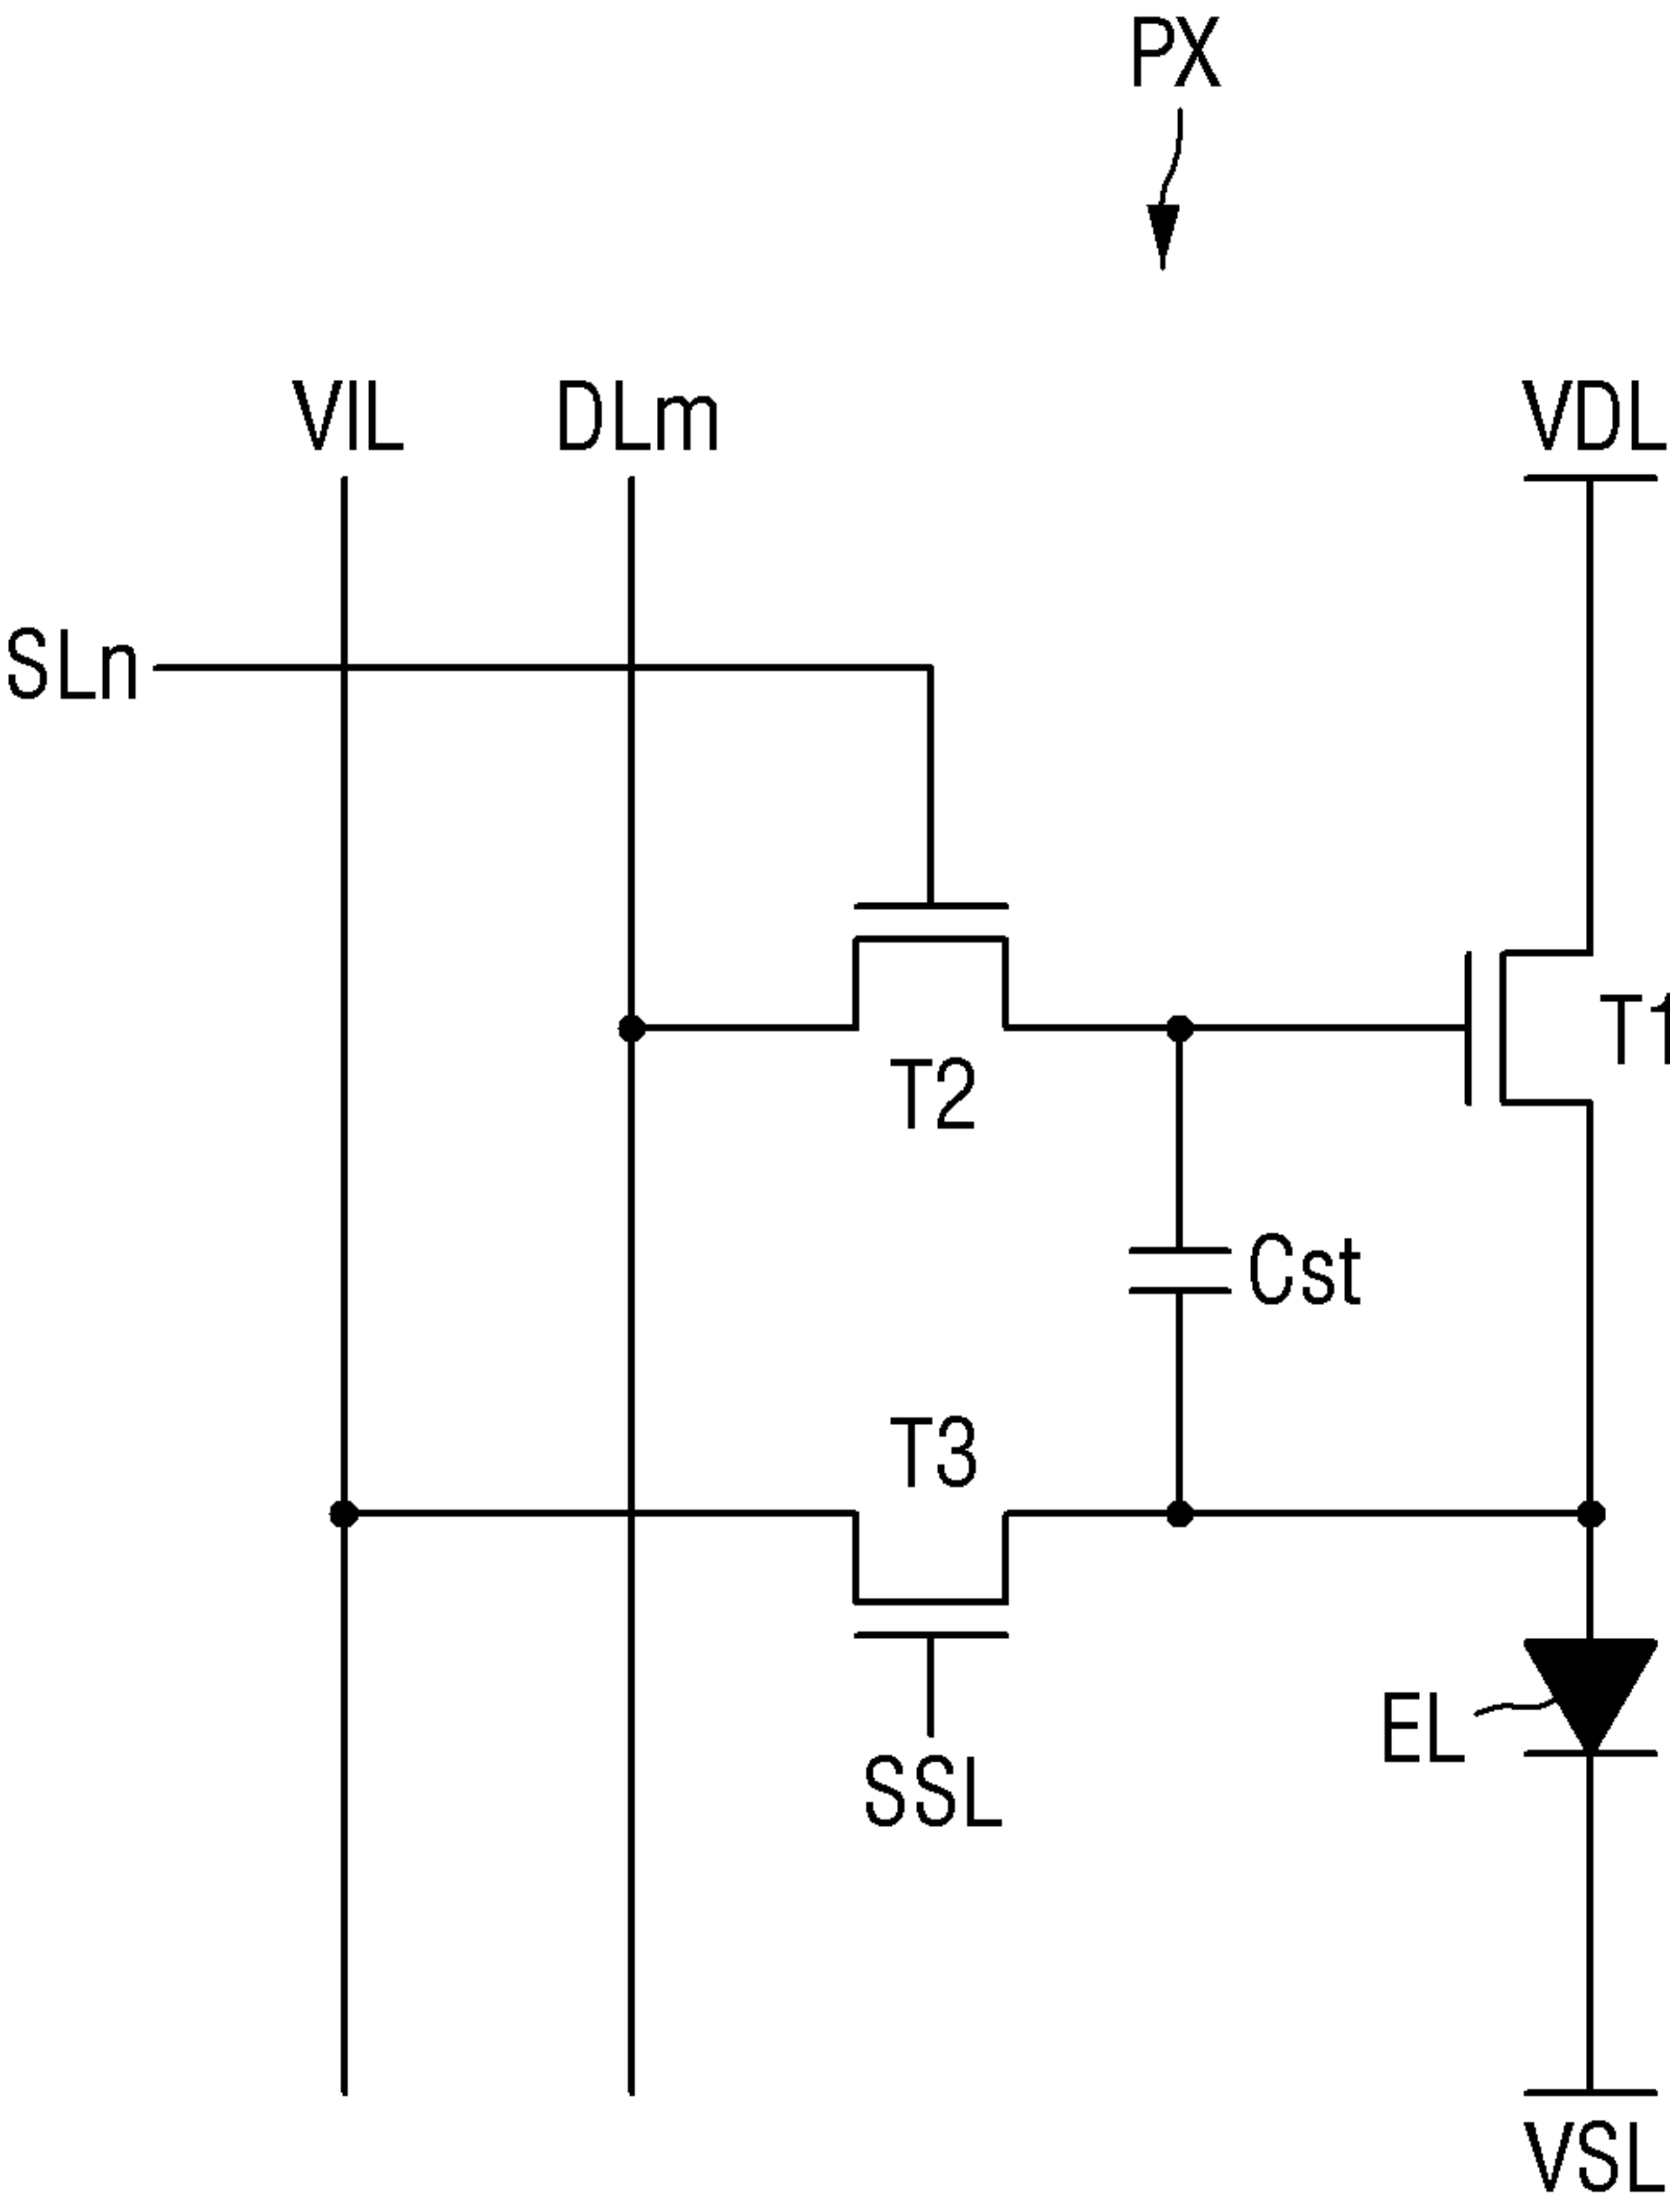 PX
VIL DLm VDL
SLn
T1
T2
Cst
T3
EL
SSL
VSL